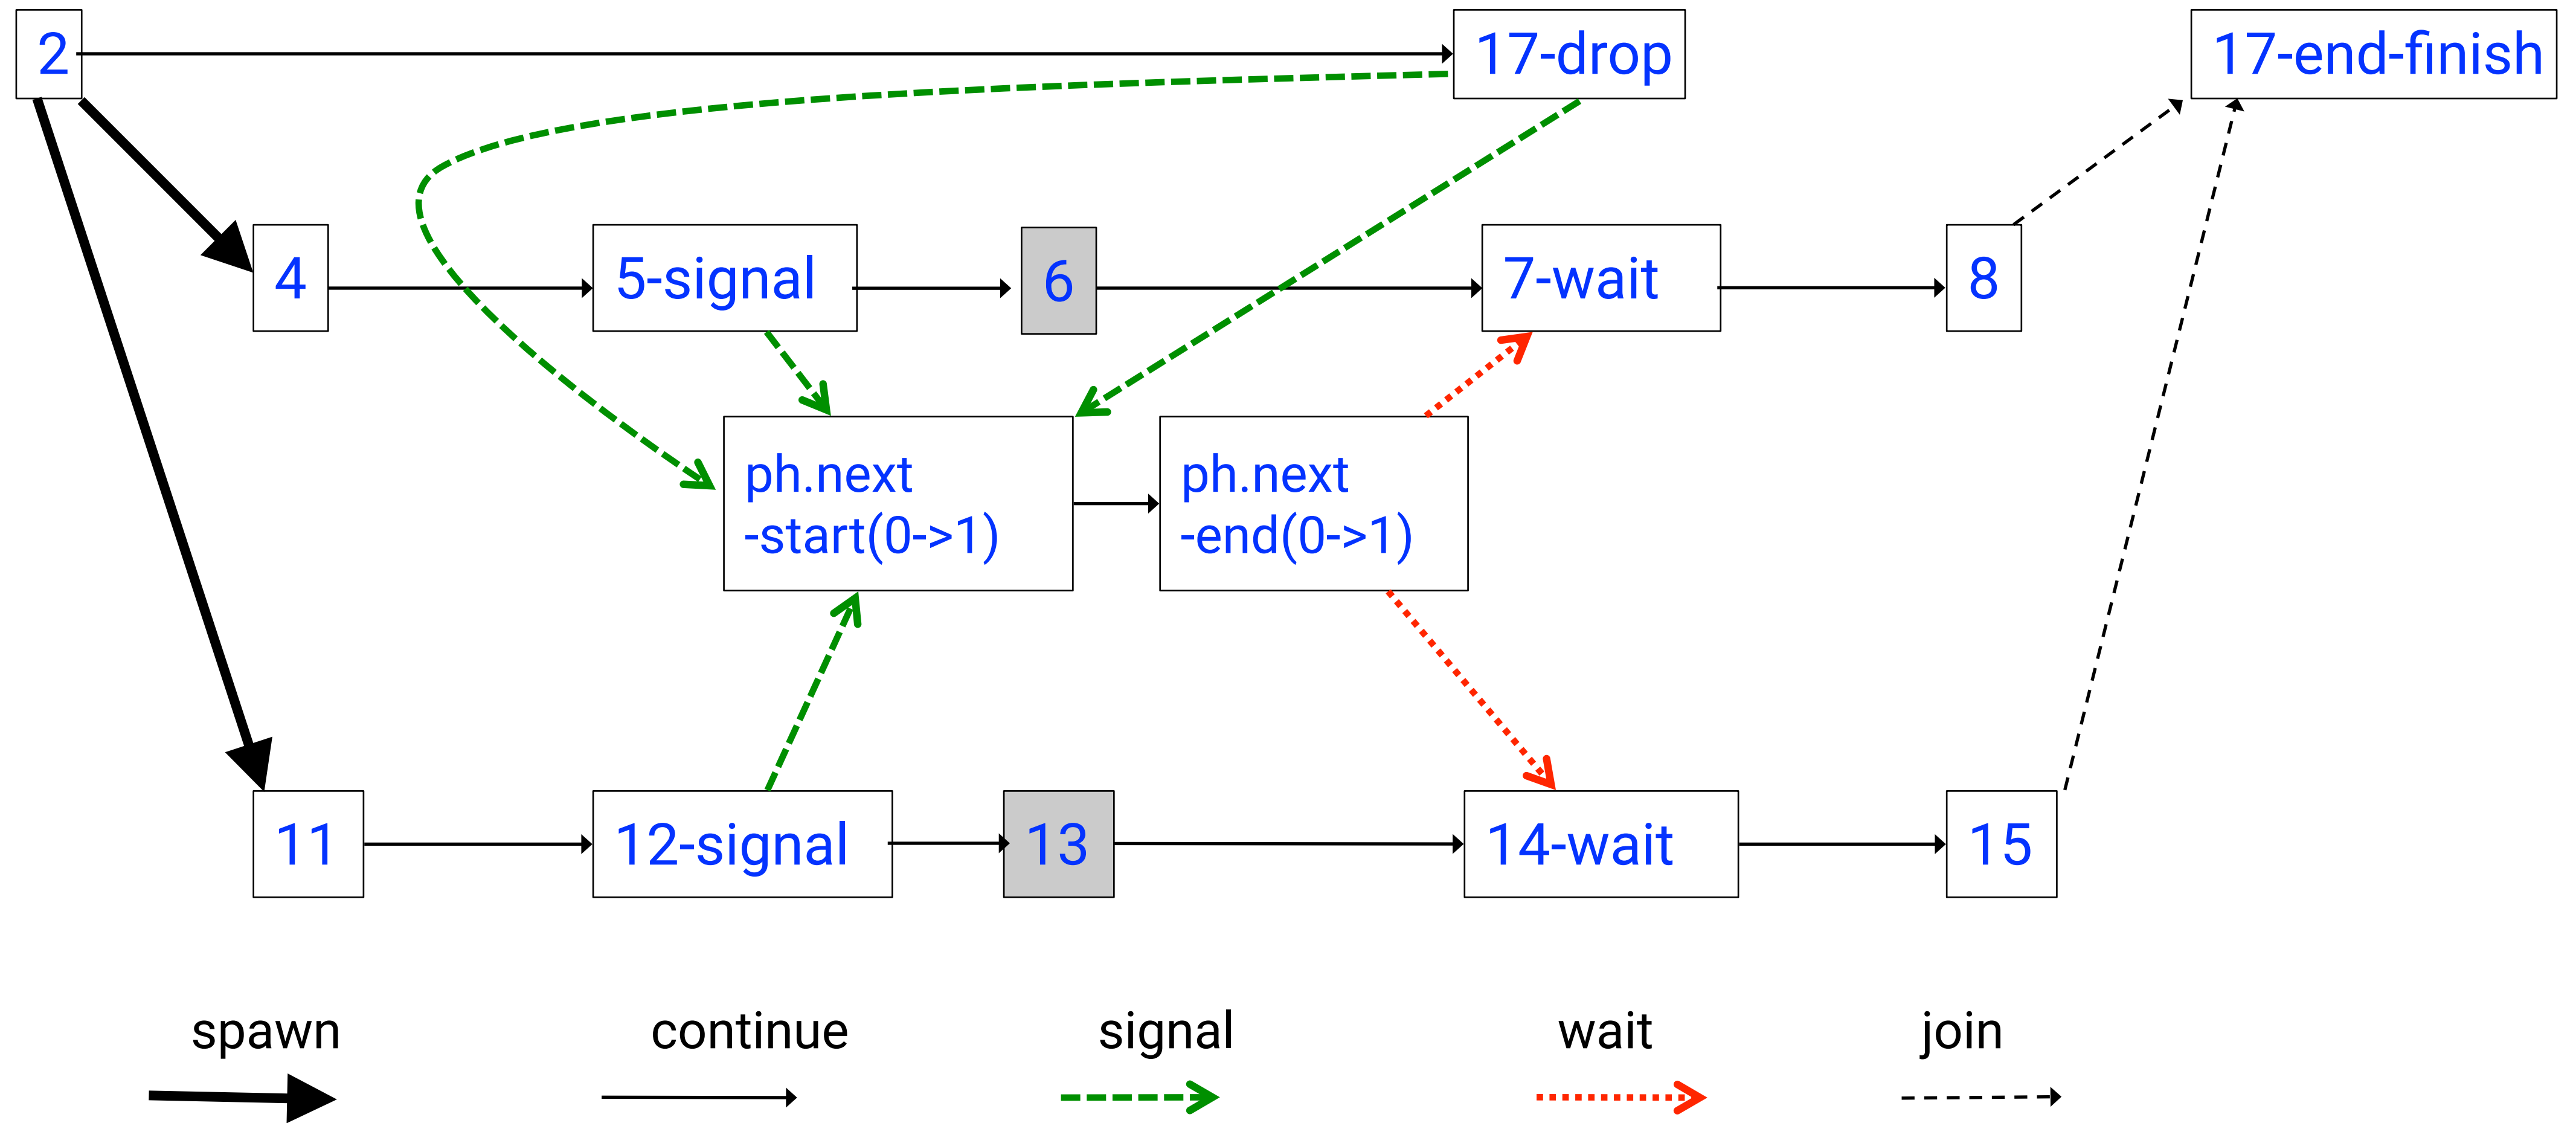 2
17-drop
17-end-finish
4
5-signal
6
7-wait
8
ph.next
-start(0->1)
ph.next
-end(0->1)
11
12-signal
13
14-wait
15
spawn
continue
signal
wait
join